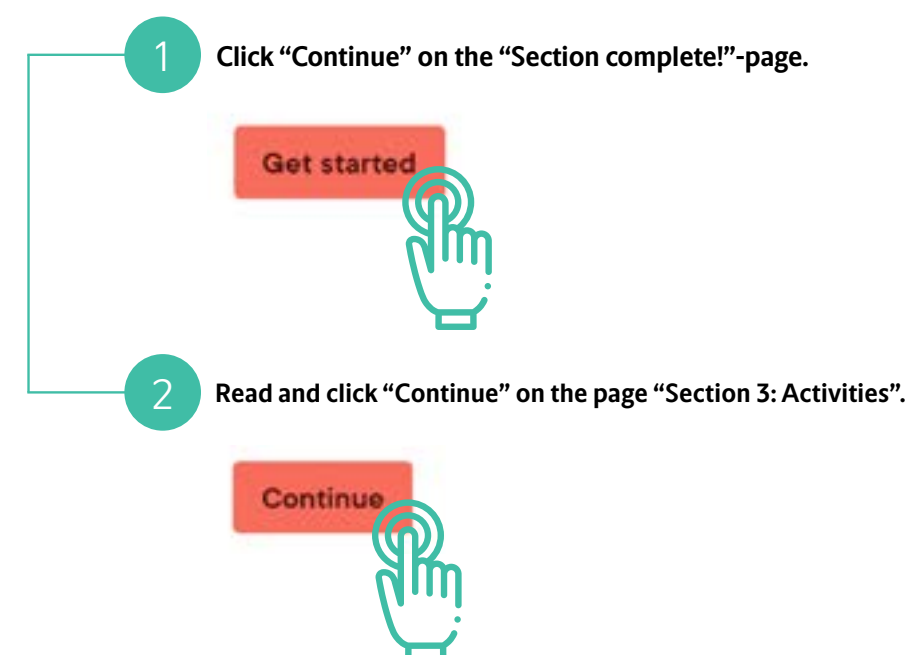 1
Click “Continue” on the “Section complete!”-page.
Get started
2
Read and click “Continue” on the page “Section 3: Activities”.
Continue